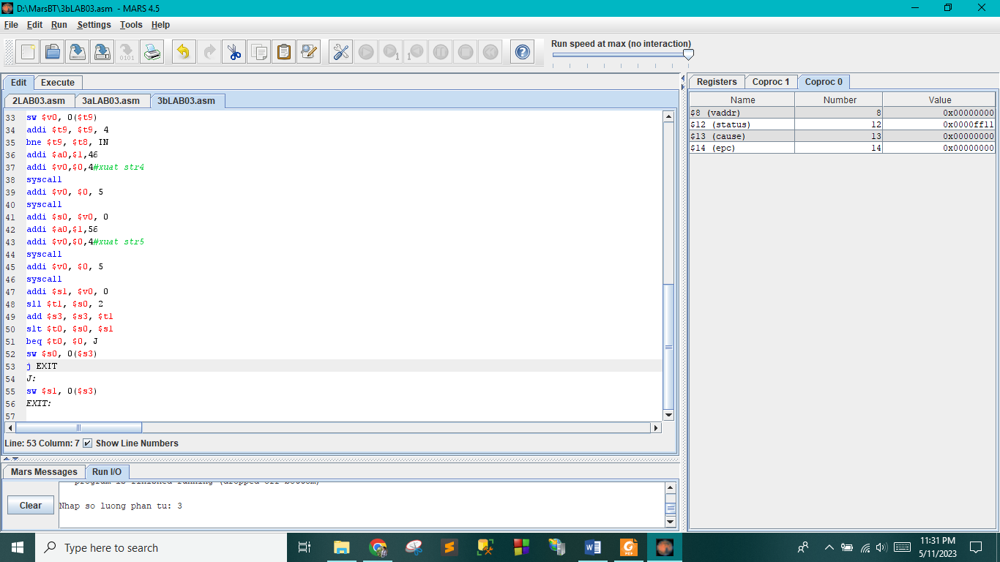 D:\MarsBT\3bLAB03.asm - MARS 4.5
File Edit Run Settings Tools Help
Run speed at max (no interaction)
Edit Execute
2LAB03.asm 3aLAB03.asm 3bLAB03.asm
33 sw $v0, 0($t9)
34 addi $t9, $t9, 4
35 bne $t9, $t8, IN
36 addi $a0,$1,46
37 addi $v0,$0,4#xuat str4
38 syscall
39 addi $v0, $0, 5
40 syscall
41 addi $s0, $v0, 0
42 addi $a0,$1,56
43 addi $v0,$0,4#xuat str5
44 syscall
45 addi $v0, $0, 5
46 syscall
47 addi $s1, $v0, 0
48 sll $t1, $s0, 2
49 add $s3, $s3, $t1
50 slt $t0, $s0, $s1
51 beq $t0, $0, J
52 sw $s0, 0($s3)
53 j EXIT
54 J:
55 sw $s1, 0($s3)
56 EXIT:
57
Line: 53 Column: 7 Show Line Numbers
Mars Messages Run I/O
program is finished running (dropped off bottom)
Clear
Nhap so luong phan tu: 3
Registers Coproc 1 Coproc 0
Name Number Value
$8 (vaddr) 8 0x00000000
$12 (status) 12 0x0000ff11
$13 (cause) 13 0x00000000
$14 (epc) 14 0x00000000
Type here to search
11:31 PM
5/11/2023